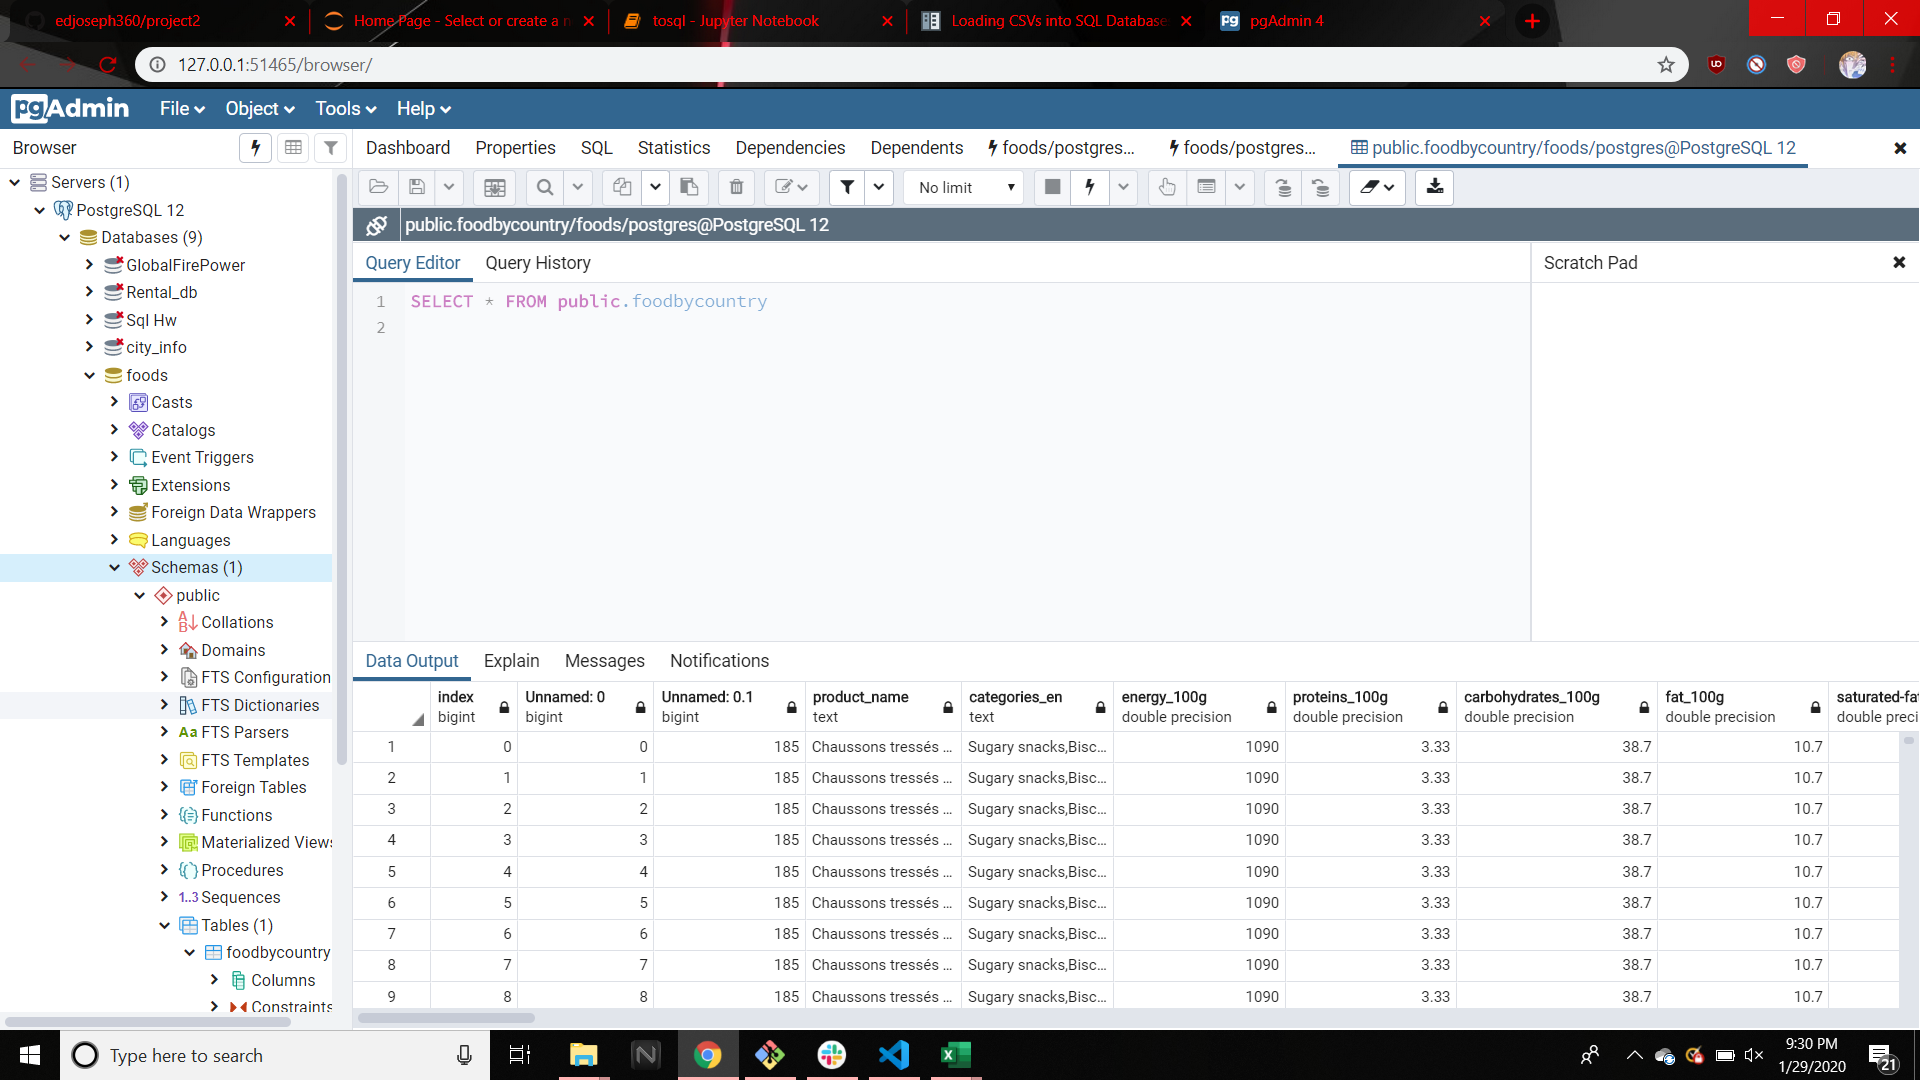 edjoseph360/project2
Home Page - Select or create a n
tosql - Jupyter Notebook
Loading CSVs into SQL Database
pgAdmin 4
127.0.0.1:51465/browser/
pgAdmin File Object Tools Help
Browser
Dashboard Properties SQL Statistics Dependencies Dependents foods/postgres... foods/postgres... public.foodbycountry/foods/postgres@PostgreSQL 12
No limit
public.foodbycountry/foods/postgres@PostgreSQL 12
Query Editor Query History
Scratch Pad
1 SELECT * FROM public.foodbycountry
2
Servers (1)
PostgreSQL 12
Databases (9)
GlobalFirePower
Rental_db
Sql Hw
city_info
foods
Casts
Catalogs
Event Triggers
Extensions
Foreign Data Wrappers
Languages
Schemas (1)
public
Collations
Domains
FTS Configuration
FTS Dictionaries
Aa FTS Parsers
FTS Templates
Foreign Tables
Functions
Materialized Views
Procedures
1..3 Sequences
Tables (1)
foodbycountry
Columns
Constraints
Data Output Explain Messages Notifications
index Unnamed: 0 Unnamed: 0.1 product_name categories_en energy_100g proteins_100g carbohydrates_100g fat_100g saturated-fat
bigint bigint bigint text text double precision double precision double precision double precision double preci
1 0 0 185 Chaussons tressés ... Sugary snacks,Bisc... 1090 3.33 38.7 10.7
2 1 1 185 Chaussons tressés ... Sugary snacks,Bisc... 1090 3.33 38.7 10.7
3 2 2 185 Chaussons tressés ... Sugary snacks,Bisc... 1090 3.33 38.7 10.7
4 3 3 185 Chaussons tressés ... Sugary snacks,Bisc... 1090 3.33 38.7 10.7
5 4 4 185 Chaussons tressés ... Sugary snacks,Bisc... 1090 3.33 38.7 10.7
6 5 5 185 Chaussons tressés ... Sugary snacks,Bisc... 1090 3.33 38.7 10.7
7 6 6 185 Chaussons tressés ... Sugary snacks,Bisc... 1090 3.33 38.7 10.7
8 7 7 185 Chaussons tressés ... Sugary snacks,Bisc... 1090 3.33 38.7 10.7
9 8 8 185 Chaussons tressés ... Sugary snacks,Bisc... 1090 3.33 38.7 10.7
Type here to search
9:30 PM
1/29/2020
21